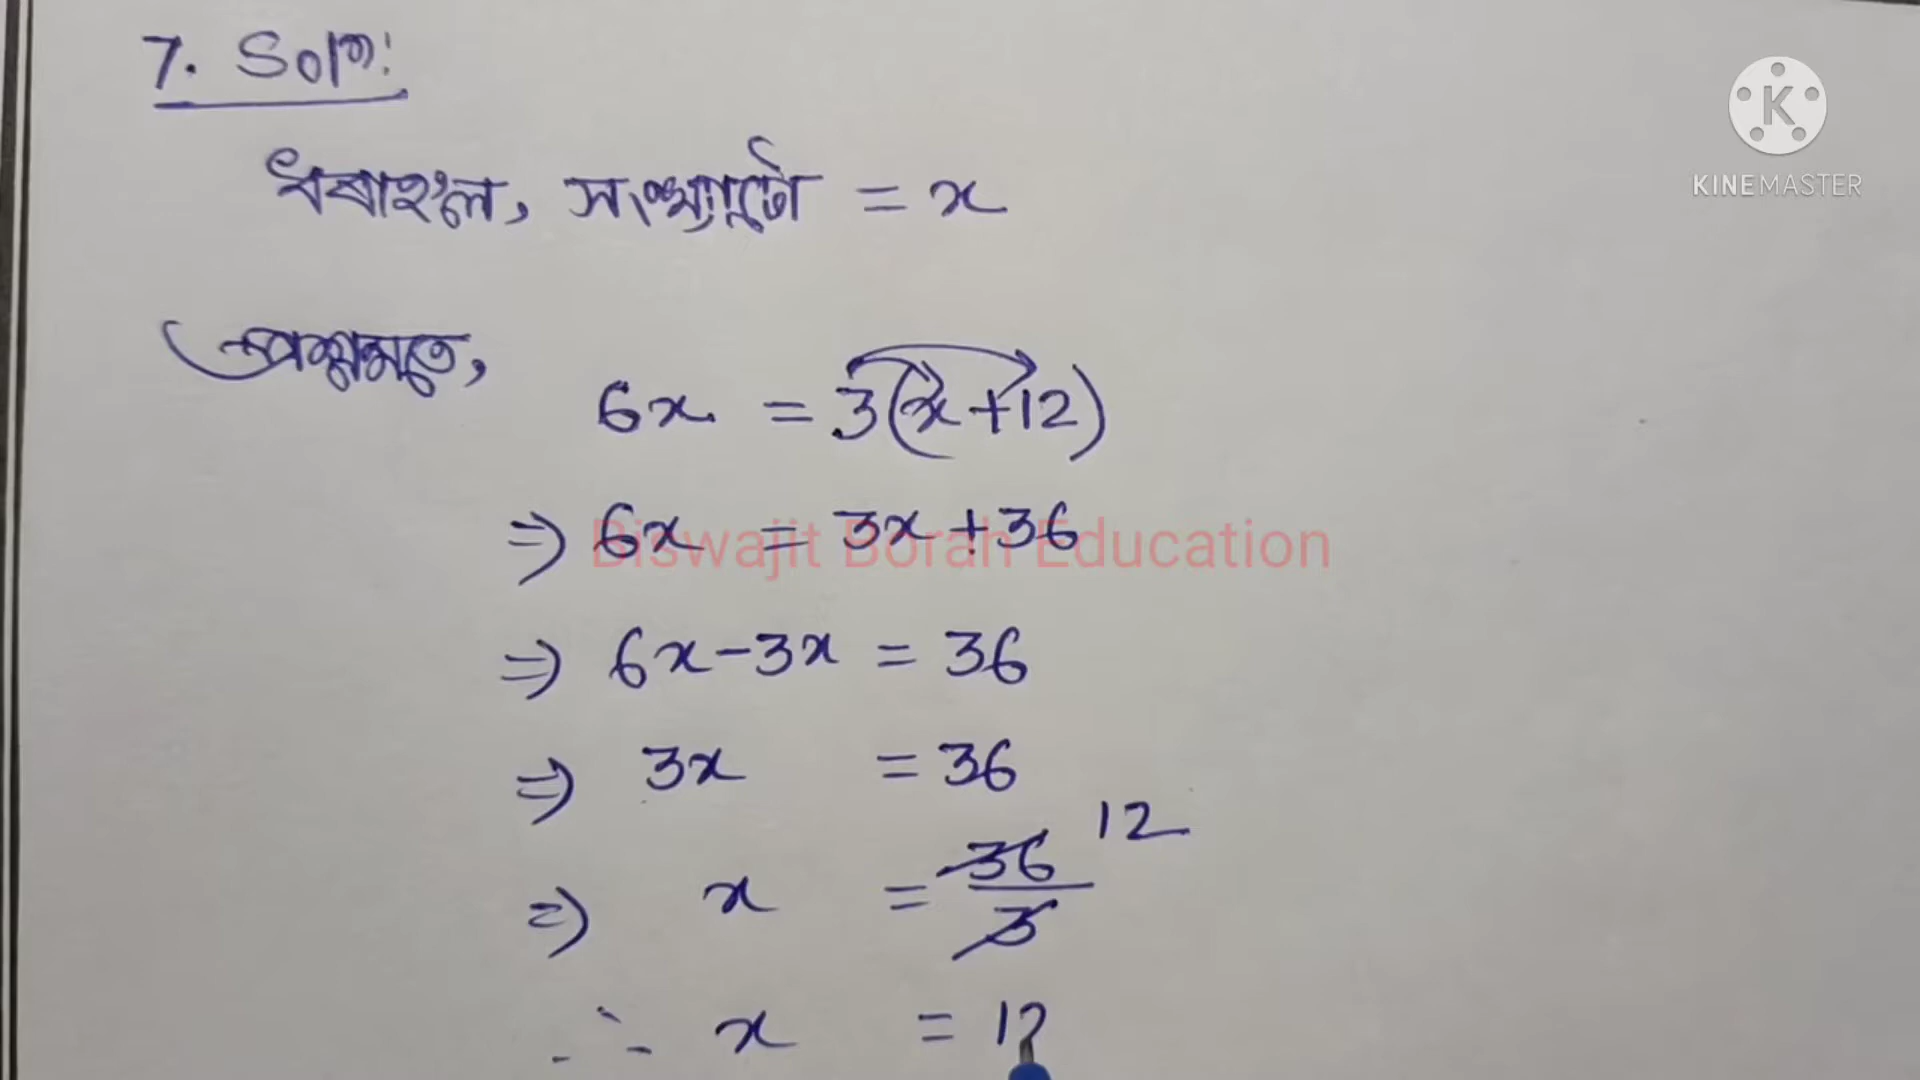 7. Soln:
K
KINEMASTER
ধৰাহ'ল, সংখ্যাটো = x
প্ৰশ্নমতে,
6x = 3(x+12)
⇒ 6x = 3x+36
Biswajit Borah Education
⇒ 6x-3x = 36
⇒ 3x = 36
12
⇒ x = 36/3
∴ x = 12